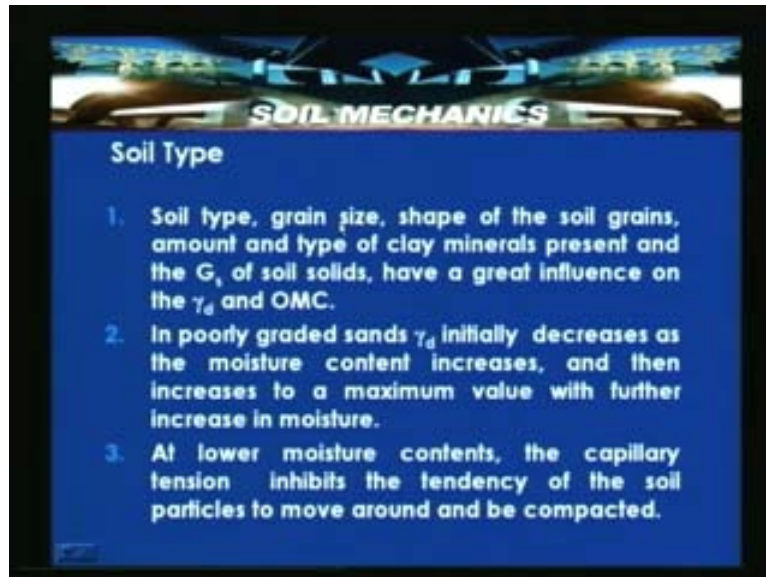 SOIL MECHANICS
Soil Type
1. Soil type, grain size, shape of the soil grains,
amount and type of clay minerals present and
the Gs of soil solids, have a great influence on
the γd and OMC.
2. In poorly graded sands γd initially decreases as
the moisture content increases, and then
increases to a maximum value with further
increase in moisture.
3. At lower moisture contents, the capillary
tension inhibits the tendency of the soil
particles to move around and be compacted.